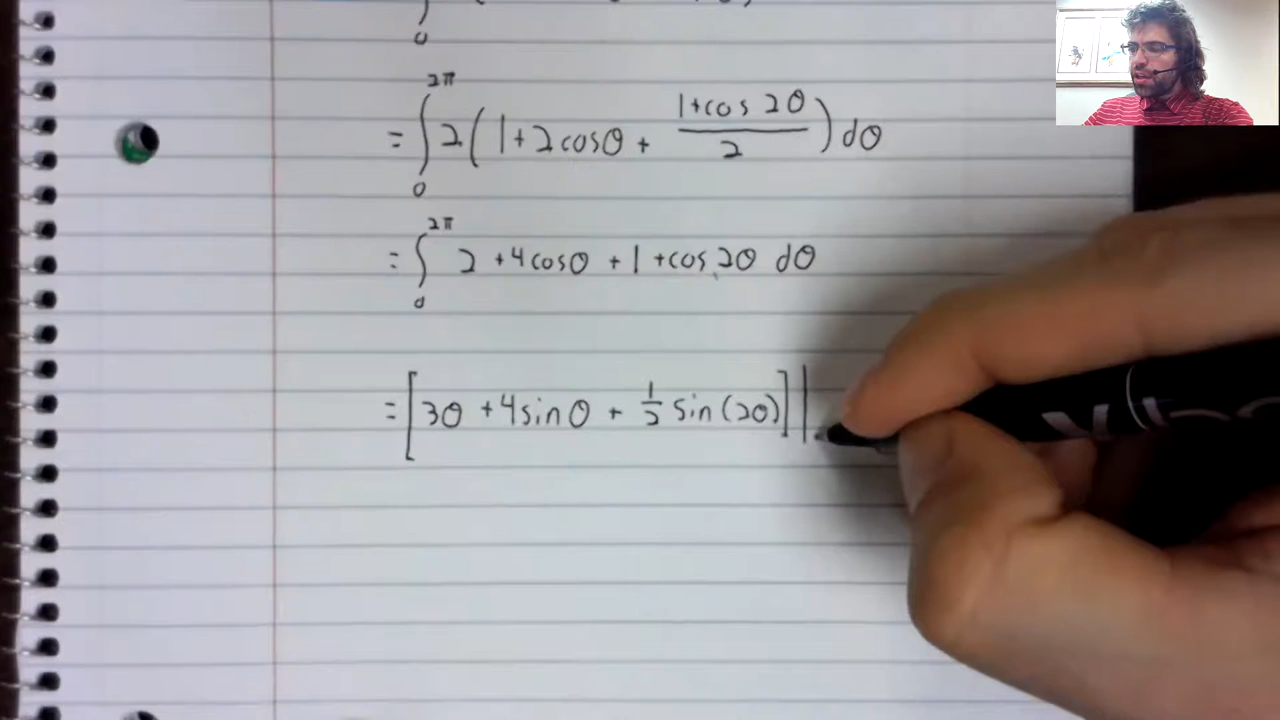 0
2π
= ∫ 2(1+2cosθ + (1+cos 2θ)/2) dθ
0
2π
= ∫ 2 +4cosθ +1 +cos 2θ dθ
0
= [3θ +4sinθ + 1/2 sin(2θ)]|